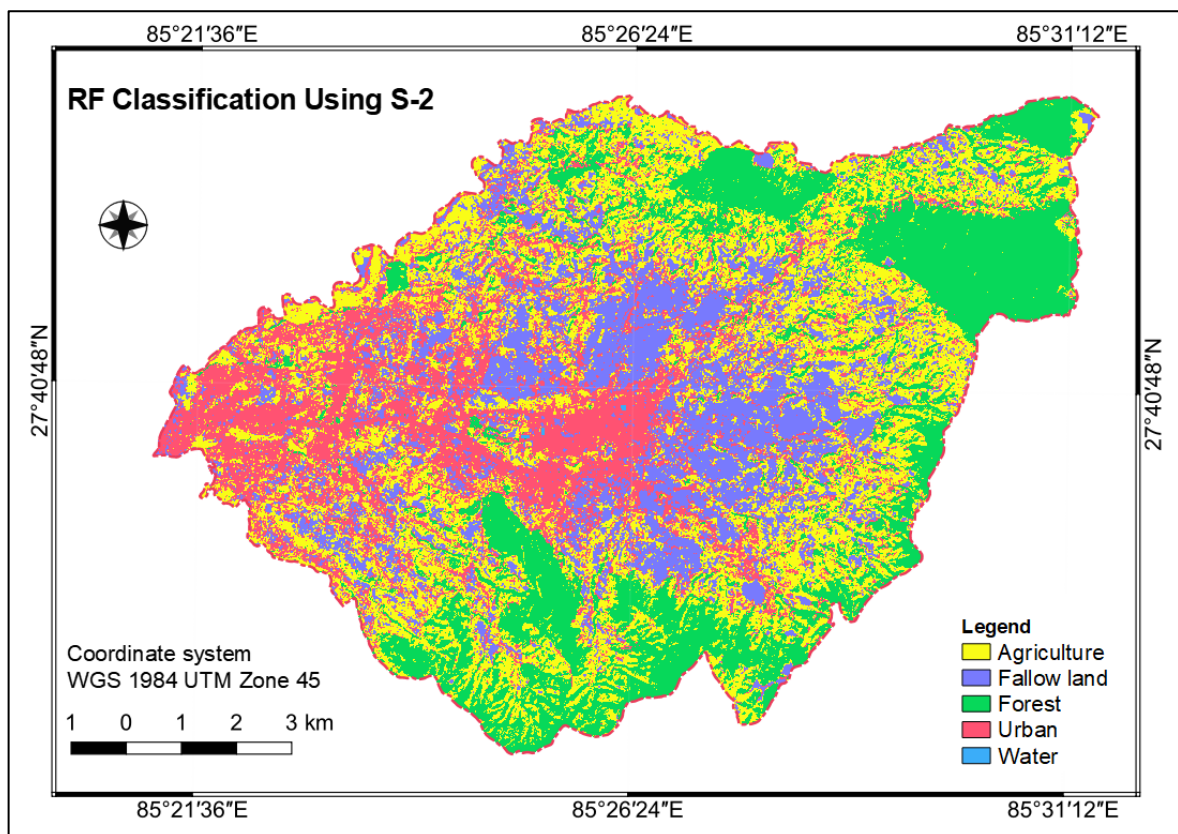 85°21′36″E 85°26′24″E 85°31′12″E
RF Classification Using S-2
27°40′48″N
27°40′48″N
Legend
Agriculture
Fallow land
Forest
Urban
Water
Coordinate system
WGS 1984 UTM Zone 45
1 0 1 2 3 km
85°21′36″E 85°26′24″E 85°31′12″E